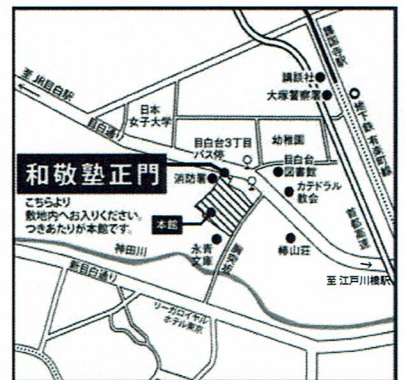 護国寺駅
講談社
大塚警察署
地下鉄有楽町線
至JR目白駅
目白通り
日本
女子大学
目白台3丁目
バス停
幼稚園
和敬塾正門
消防署
目白台
図書館
カテドラル
教会
こちらより
敷地内へお入りください。
つきあたりが本館です。
本館
首都高速
神田川
永青
文庫
胸突坂
椿山荘
新目白通り
至 江戸川橋駅
リーガロイヤル
ホテル東京